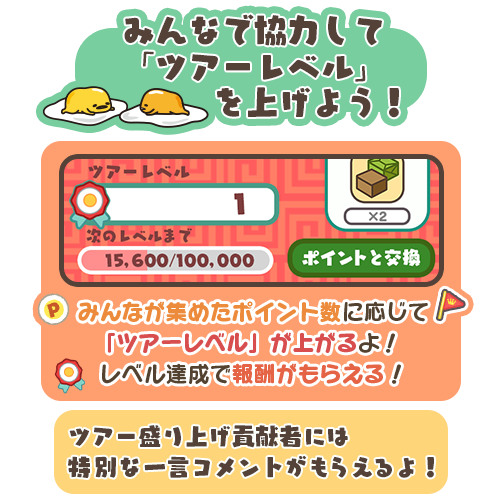 みんなで協力して
「ツアーレベル」
を上げよう！
ツアーレベル
1
×2
次のレベルまで
15,600/100,000
ポイントと交換
P
みんなが集めたポイント数に応じて
「ツアーレベル」が上がるよ！
レベル達成で報酬がもらえる！
ツアー盛り上げ貢献者には
特別な一言コメントがもらえるよ！